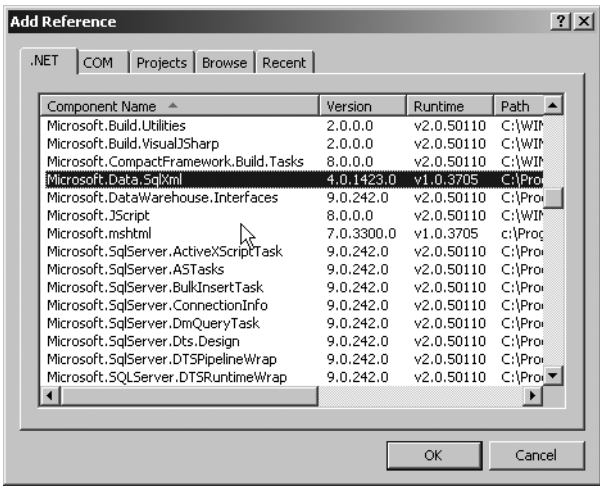 Add Reference
.NET COM Projects Browse Recent
Component Name Version Runtime Path
Microsoft.Build.Utilities 2.0.0.0 v2.0.50110 C:\WIN
Microsoft.Build.VisualJSharp 2.0.0.0 v2.0.50110 C:\WIN
Microsoft.CompactFramework.Build.Tasks 8.0.0.0 v2.0.50110 C:\WIN
Microsoft.Data.SqlXml 4.0.1423.0 v1.0.3705 C:\Pro
Microsoft.DataWarehouse.Interfaces 9.0.242.0 v2.0.50110 C:\Pro
Microsoft.JScript 8.0.0.0 v2.0.50110 C:\WIN
Microsoft.mshtml 7.0.3300.0 v1.0.3705 c:\Prog
Microsoft.SqlServer.ActiveXScriptTask 9.0.242.0 v2.0.50110 C:\Pro
Microsoft.SqlServer.ASTasks 9.0.242.0 v2.0.50110 C:\Pro
Microsoft.SqlServer.BulkInsertTask 9.0.242.0 v2.0.50110 C:\Pro
Microsoft.SqlServer.ConnectionInfo 9.0.242.0 v2.0.50110 C:\Pro
Microsoft.SqlServer.DmQueryTask 9.0.242.0 v2.0.50110 C:\Pro
Microsoft.SqlServer.Dts.Design 9.0.242.0 v2.0.50110 C:\Pro
Microsoft.SqlServer.DTSPipelineWrap 9.0.242.0 v2.0.50110 C:\Pro
Microsoft.SQLServer.DTSRuntimeWrap 9.0.242.0 v2.0.50110 C:\Pro
OK Cancel